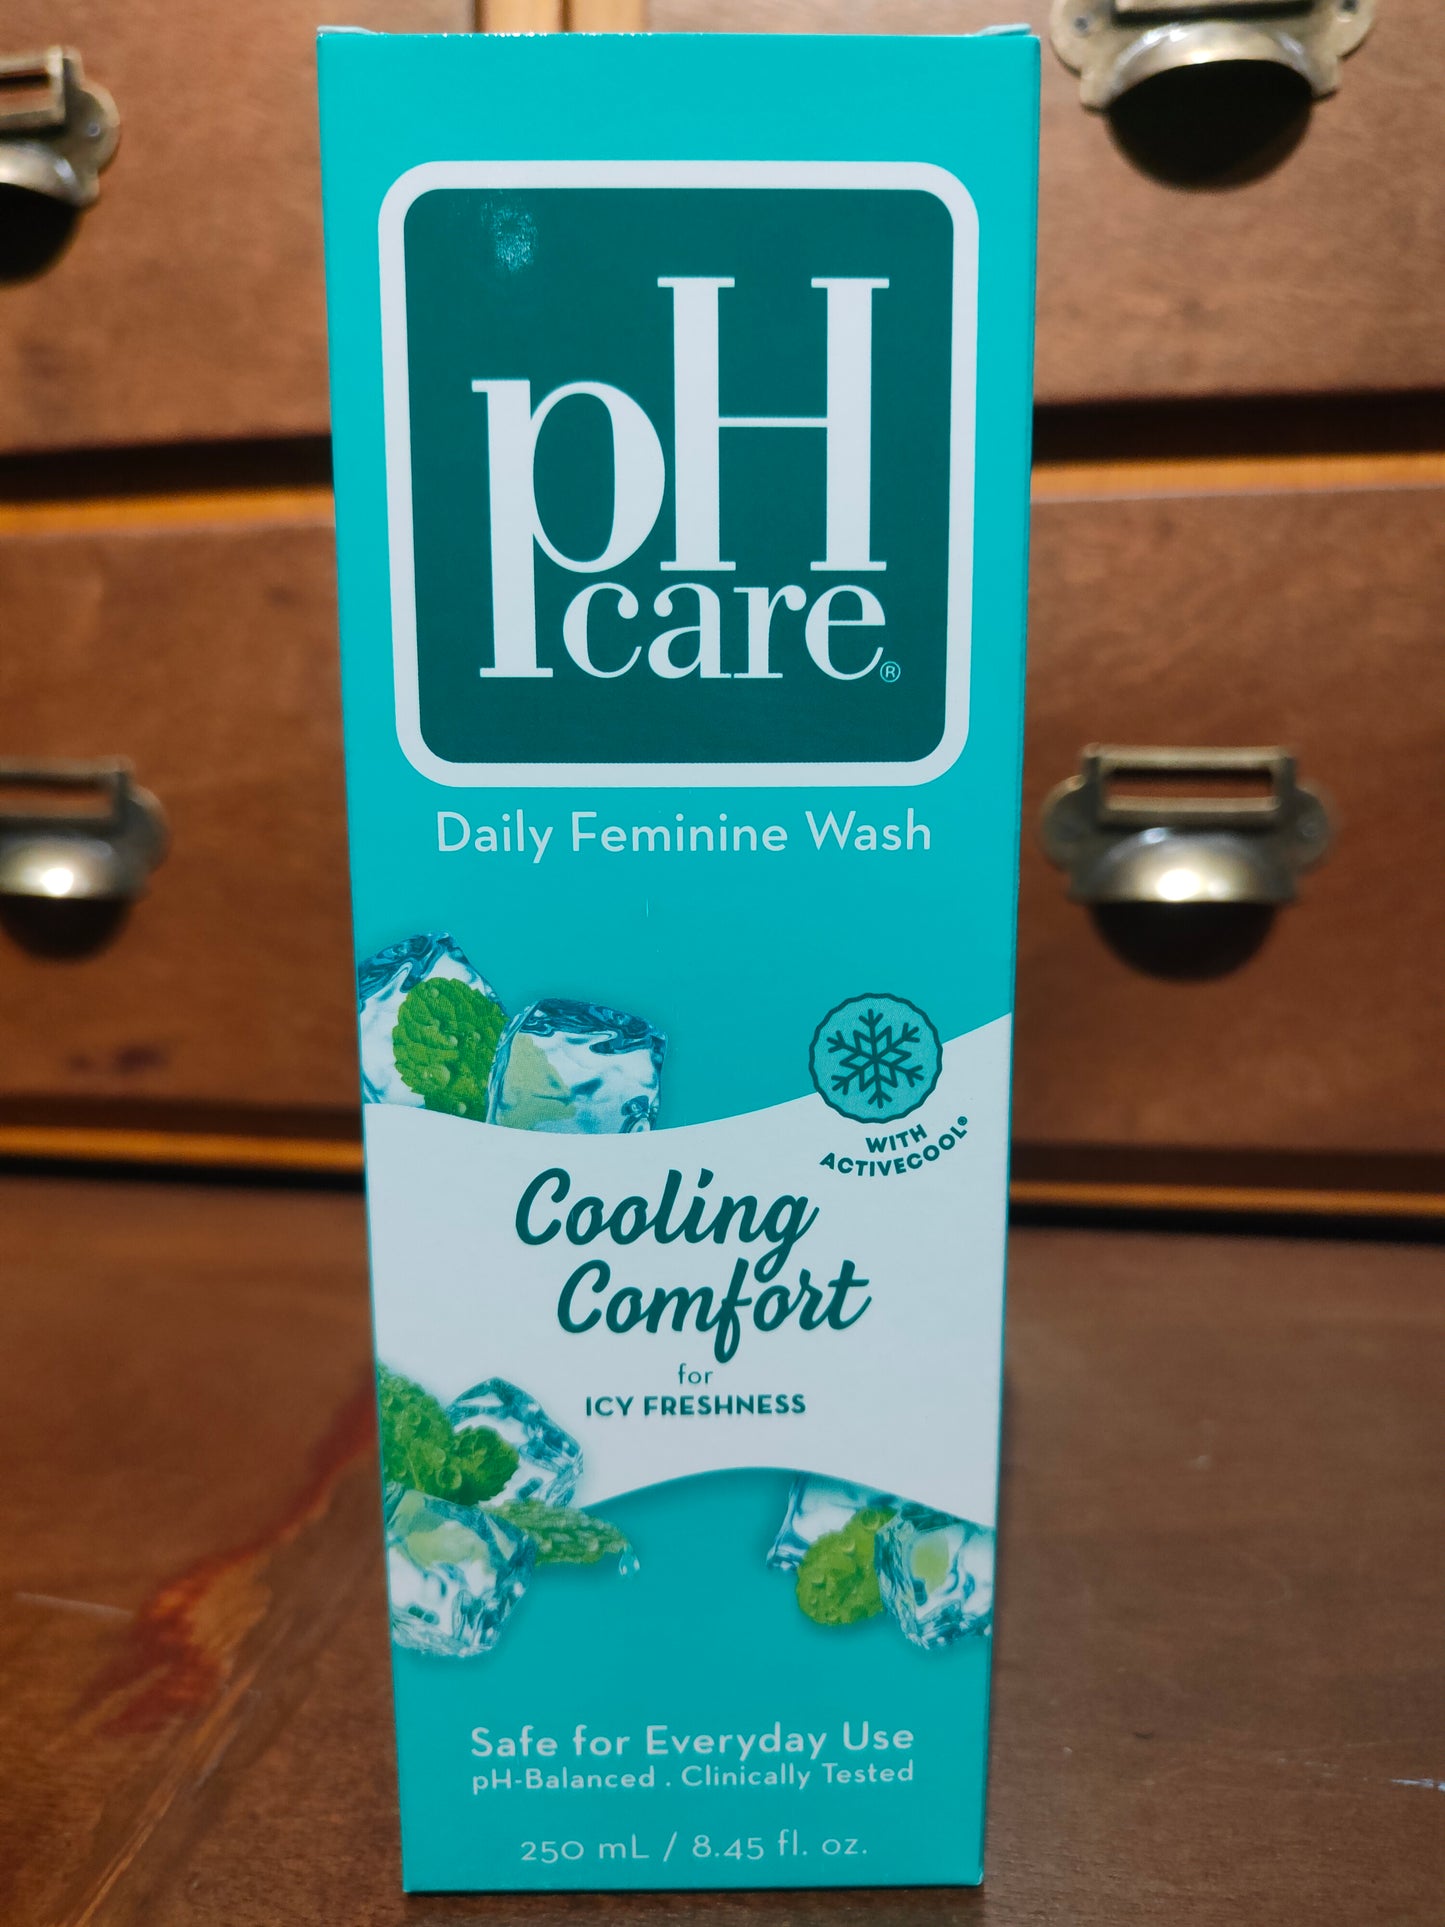 pH
care®
Daily Feminine Wash
WITH
ACTIVECOOL®
Cooling
Comfort
for
ICY FRESHNESS
Safe for Everyday Use
pH-Balanced . Clinically Tested
250 mL / 8.45 fl. oz.